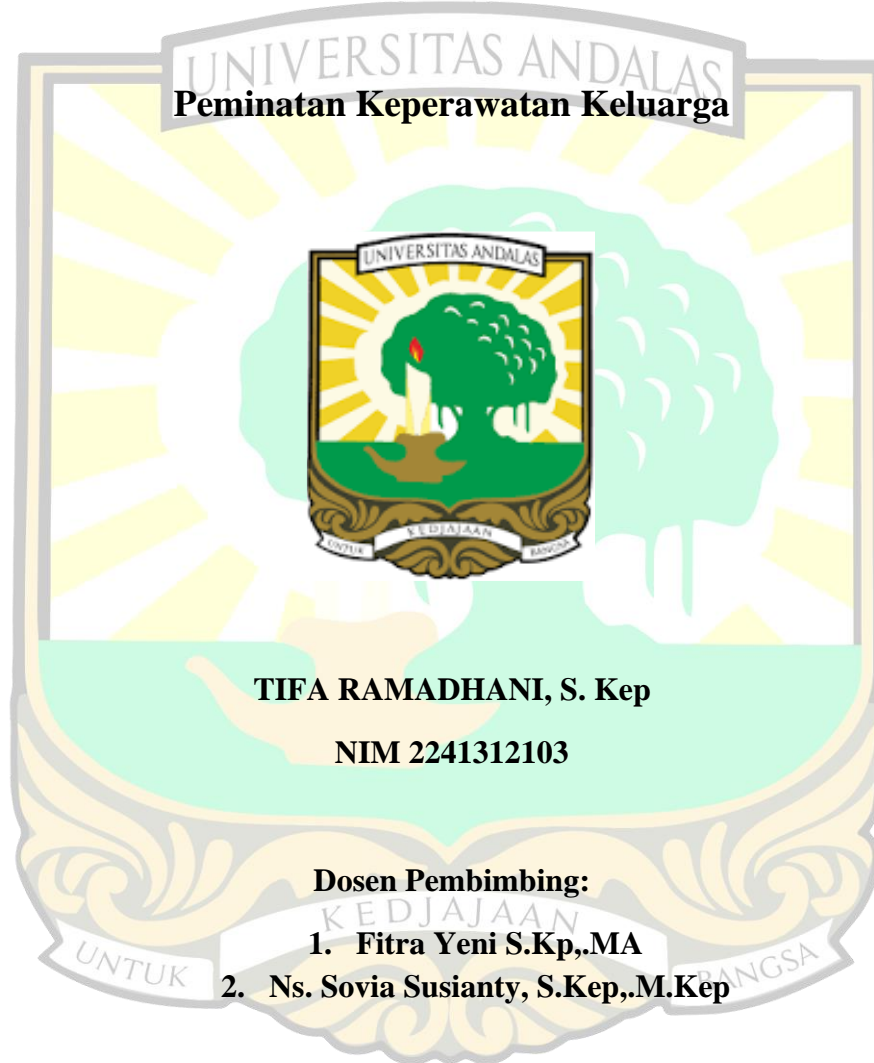 UNIVERSITAS ANDALAS
Peminatan Keperawatan Keluarga
UNIVERSITAS ANDALAS
UNTUK KEDJAJAAN BANGSA
TIFA RAMADHANI, S. Kep
NIM 2241312103
Dosen Pembimbing:
1. Fitra Yeni S.Kp,.MA
2. Ns. Sovia Susianty, S.Kep,.M.Kep
UNTUK KEDJAJAAN BANGSA